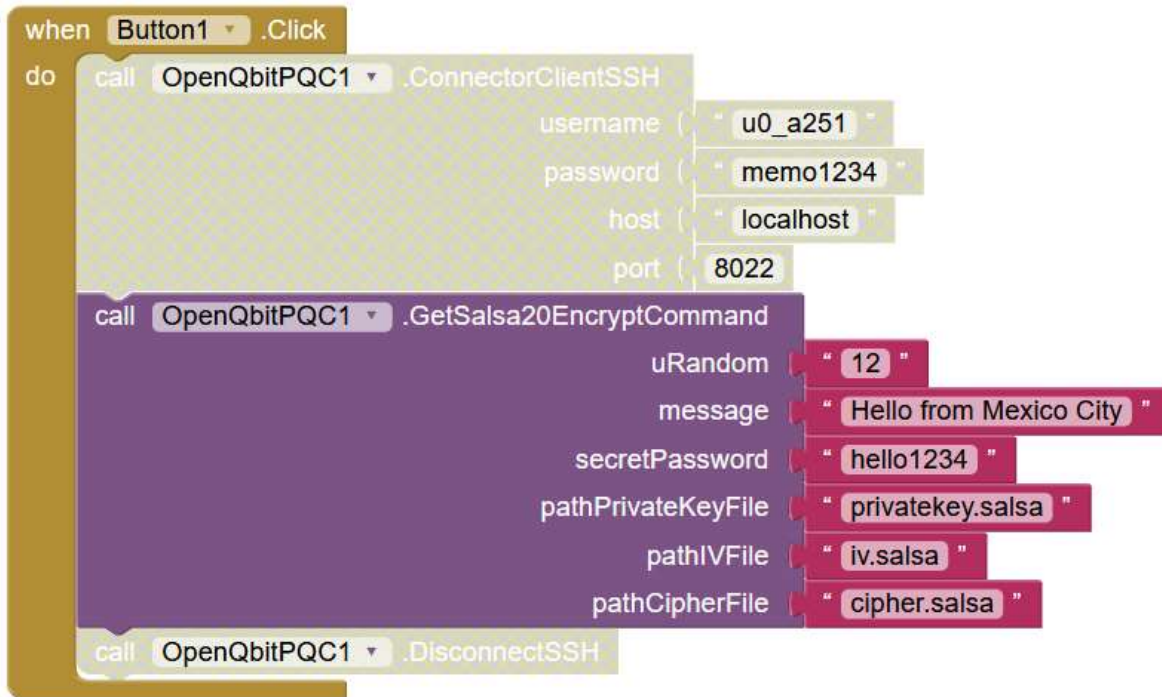 when Button1 .Click
do call OpenQbitPQC1 .ConnectorClientSSH
username " u0_a251 "
password " memo1234 "
host " localhost "
port 8022
call OpenQbitPQC1 .GetSalsa20EncryptCommand
uRandom " 12 "
message " Hello from Mexico City "
secretPassword " hello1234 "
pathPrivateKeyFile " privatekey.salsa "
pathIVFile " iv.salsa "
pathCipherFile " cipher.salsa "
call OpenQbitPQC1 .DisconnectSSH